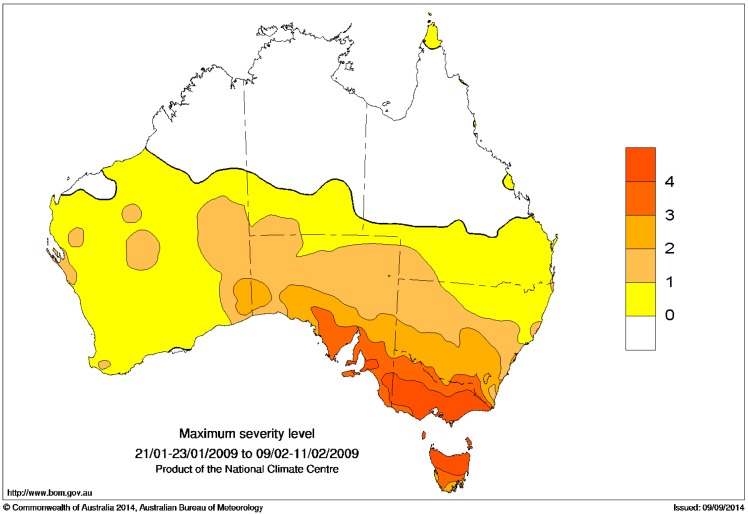 4
3
2
1
0
Maximum severity level
21/01-23/01/2009 to 09/02-11/02/2009
Product of the National Climate Centre
http://www.bom.gov.au
© Commonwealth of Australia 2014, Australian Bureau of Meteorology
Issued: 09/09/2014